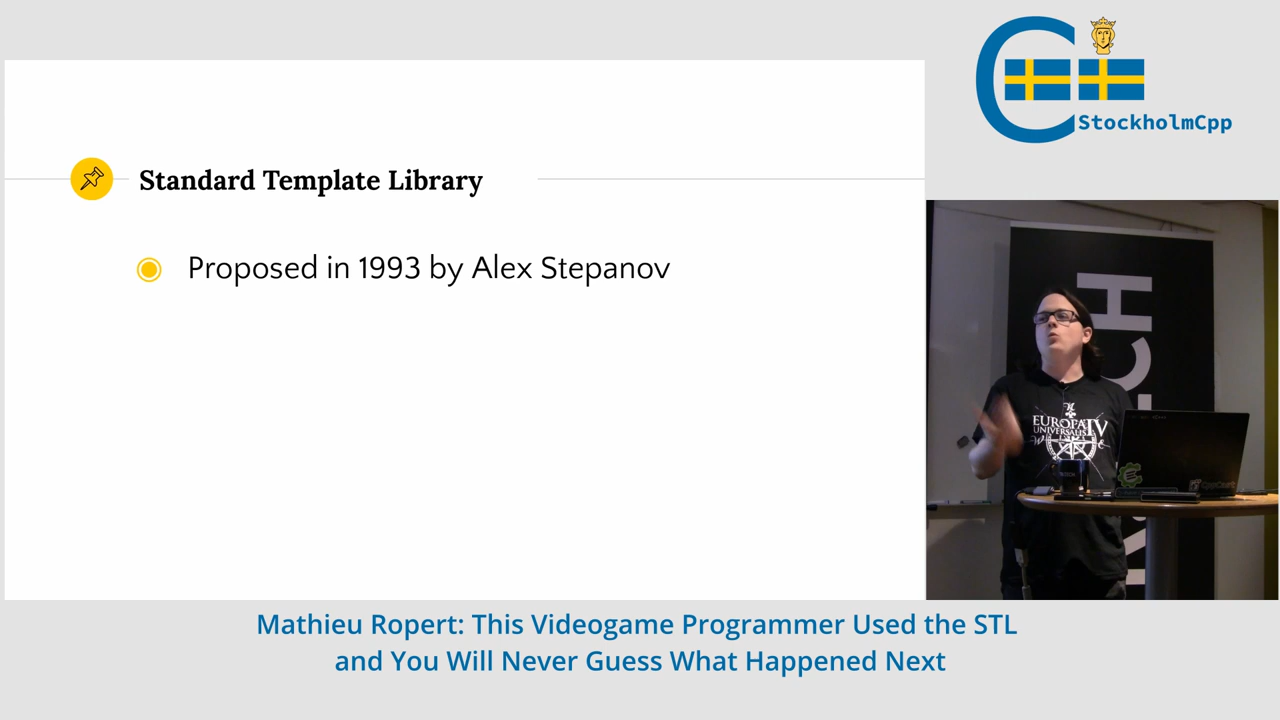 StockholmCpp
Standard Template Library
Proposed in 1993 by Alex Stepanov
EUROPA
UNIVERSALIS
IV
Mathieu Ropert: This Videogame Programmer Used the STL
and You Will Never Guess What Happened Next